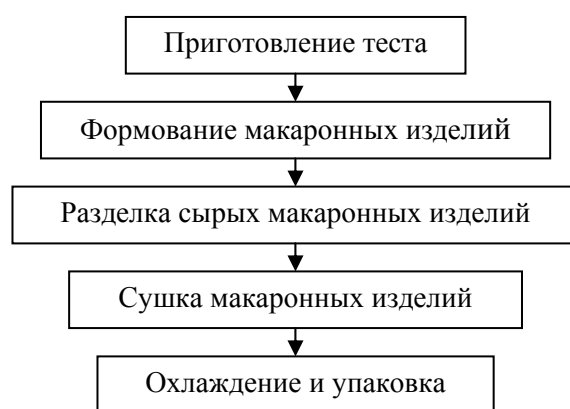 Приготовление теста
Формование макаронных изделий
Разделка сырых макаронных изделий
Сушка макаронных изделий
Охлаждение и упаковка